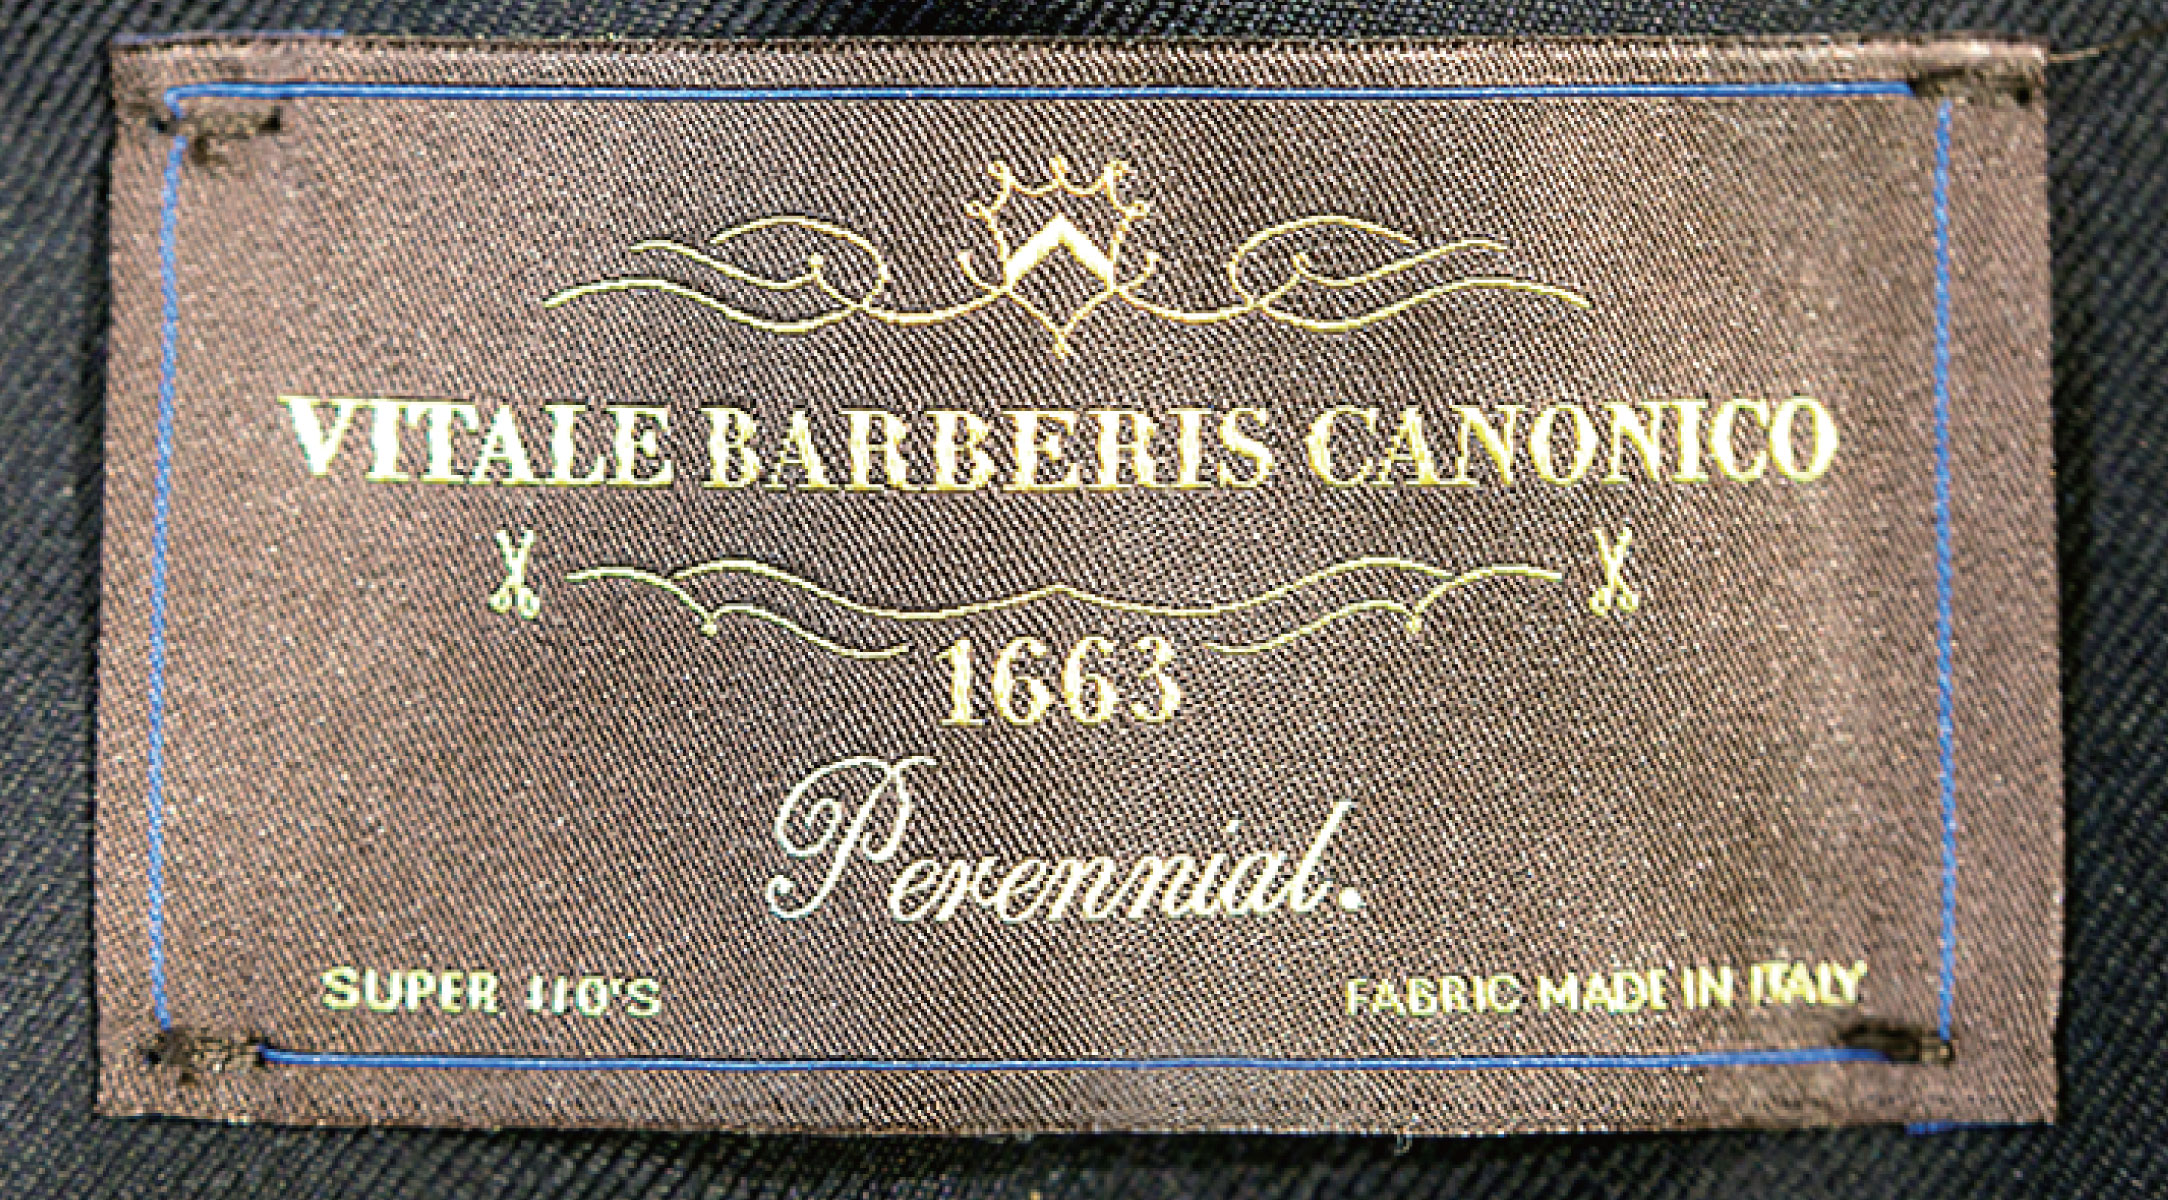 VITALE BARBERIS CANONICO
1663
Perennial.
SUPER 110'S
FABRIC MADE IN ITALY